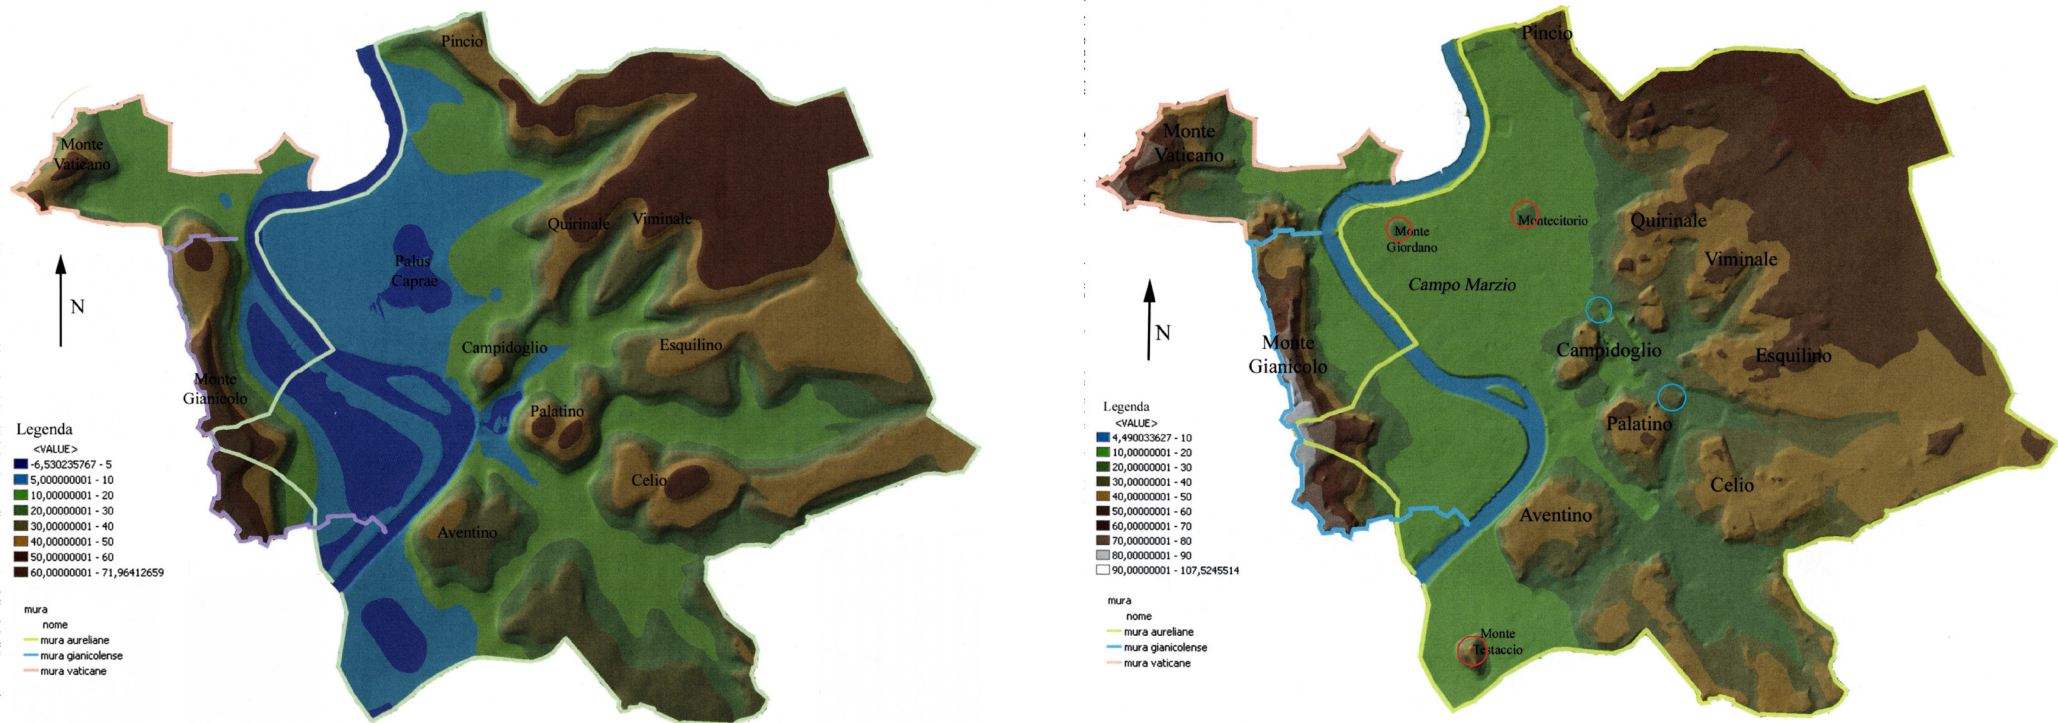 Pincio
Monte
Vaticano
Quirinale
Viminale
Palus
Caprae
N
Campidoglio
Esquilino
Monte
Gianicolo
Palatino
Celio
Aventino
Legenda
<VALUE>
-6,530235767 - 5
5,000000001 - 10
10,00000001 - 20
20,00000001 - 30
30,00000001 - 40
40,00000001 - 50
50,00000001 - 60
60,00000001 - 71,96412659
mura
nome
mura aureliane
mura gianicolense
mura vaticane
Pincio
Monte
Vaticano
Monte
Giordano
Montecitorio
Quirinale
Viminale
Campo Marzio
N
Monte
Gianicolo
Campidoglio
Esquilino
Palatino
Celio
Aventino
Monte
Testaccio
Legenda
<VALUE>
4,490033627 - 10
10,00000001 - 20
20,00000001 - 30
30,00000001 - 40
40,00000001 - 50
50,00000001 - 60
60,00000001 - 70
70,00000001 - 80
80,00000001 - 90
90,00000001 - 107,5245514
mura
nome
mura aureliane
mura gianicolense
mura vaticane